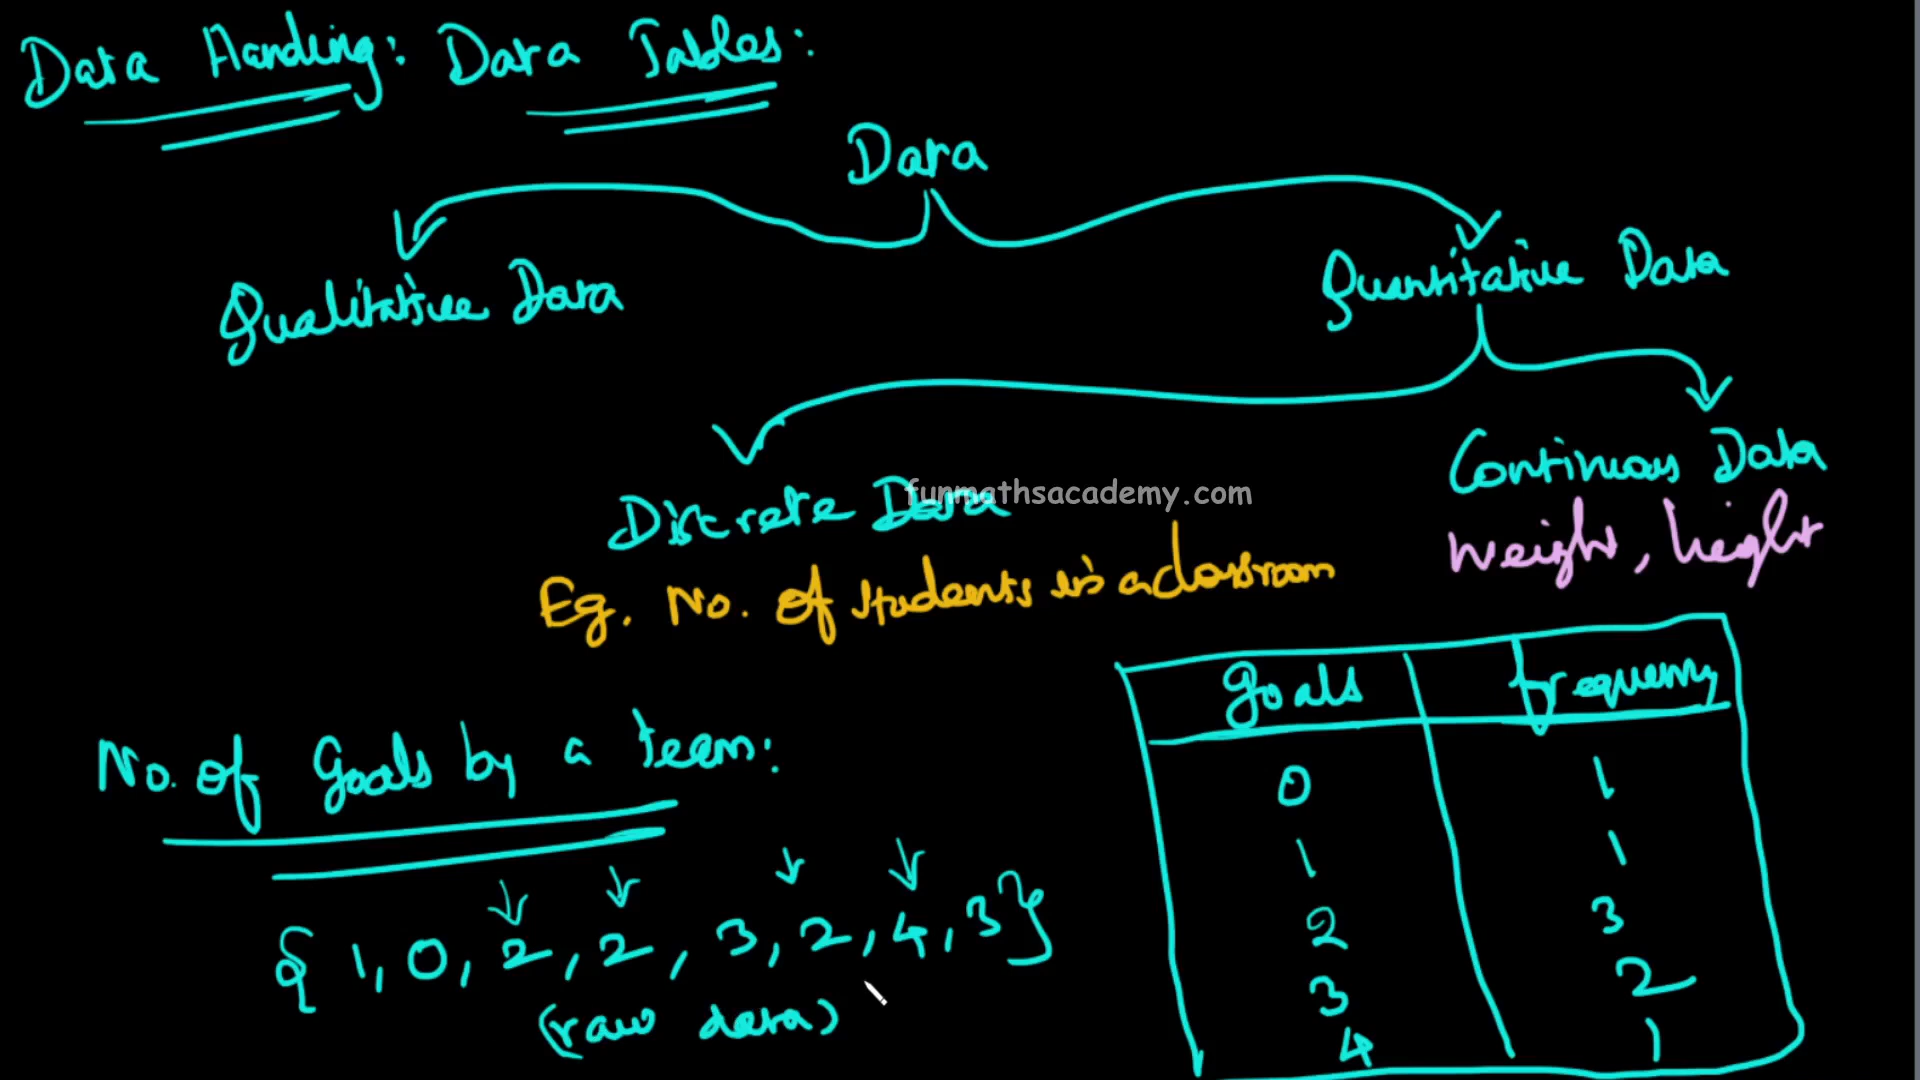 Data Handling: Data Tables:
Data
Qualitative Data
Quantitative Data
Discrete Data
Continuous Data
funmathsacademy.com
Eg. No. of students in a classroom
weight, height
No. of Goals by a team:
{ 1, 0, 2, 2, 3, 2, 4, 3}
(raw data)
Goals frequency
0 1
1 1
2 3
3 2
4 1